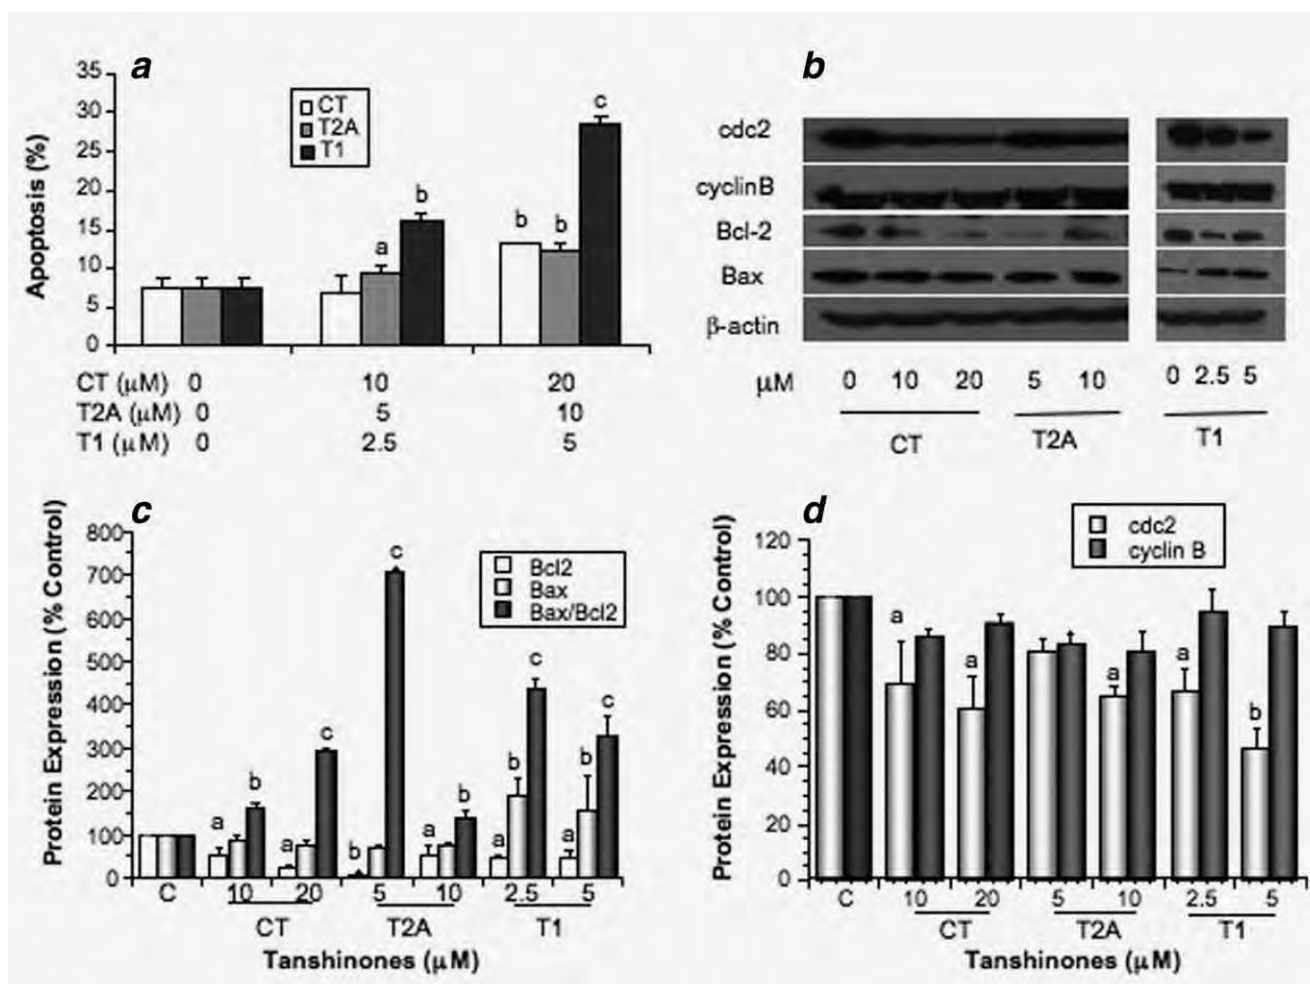 a
35
30
25
20
15
10
5
0
Apoptosis (%)
CT
T2A
T1
a
b
b
b
c
CT (μM) 0 10 20
T2A (μM) 0 5 10
T1 (μM) 0 2.5 5
b
cdc2
cyclinB
Bcl-2
Bax
β-actin
μM 0 10 20 5 10 0 2.5 5
CT T2A T1
c
800
700
600
500
400
300
200
100
0
Protein Expression (% Control)
Bcl2
Bax
Bax/Bcl2
a
b
a
c
b
c
a
b
a
b
c
a
b
c
C 10 20 5 10 2.5 5
CT T2A T1
Tanshinones (μM)
d
120
100
80
60
40
20
0
Protein Expression (% Control)
cdc2
cyclin B
a
a
a
a
b
C 10 20 5 10 2.5 5
CT T2A T1
Tanshinones (μM)